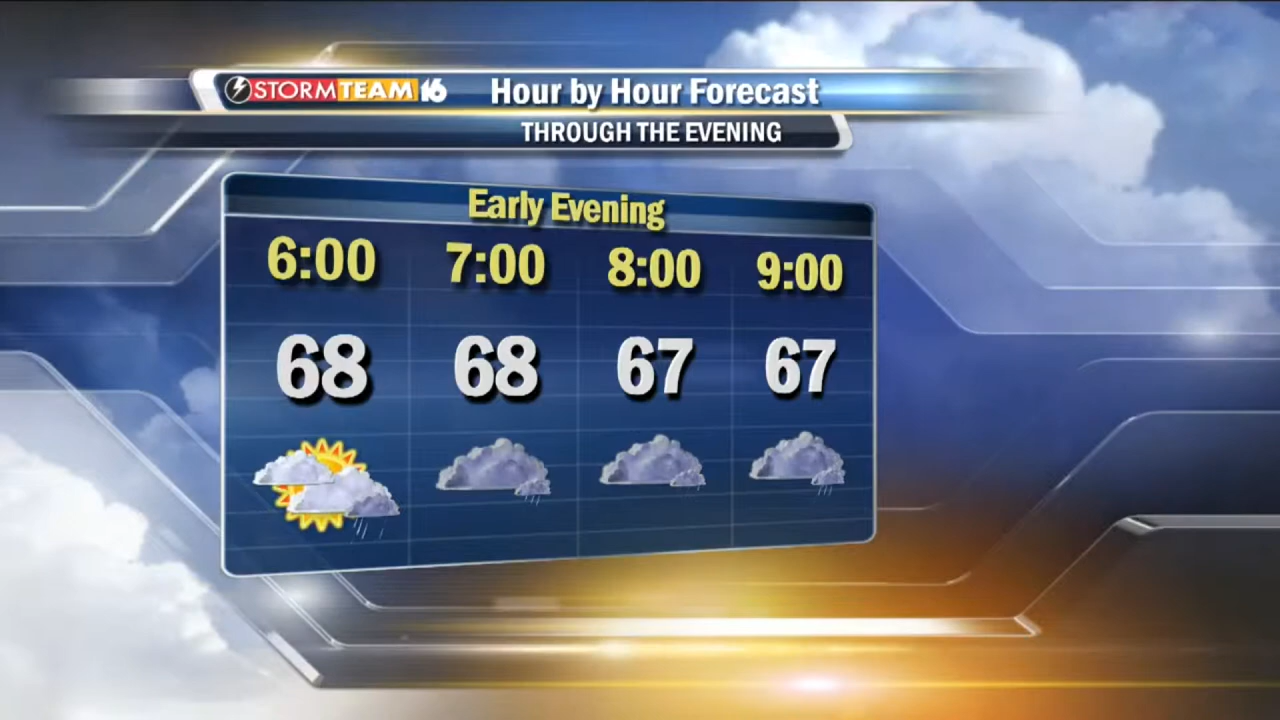 STORMTEAM16 Hour by Hour Forecast
THROUGH THE EVENING
Early Evening
6:00 7:00 8:00 9:00
68 68 67 67